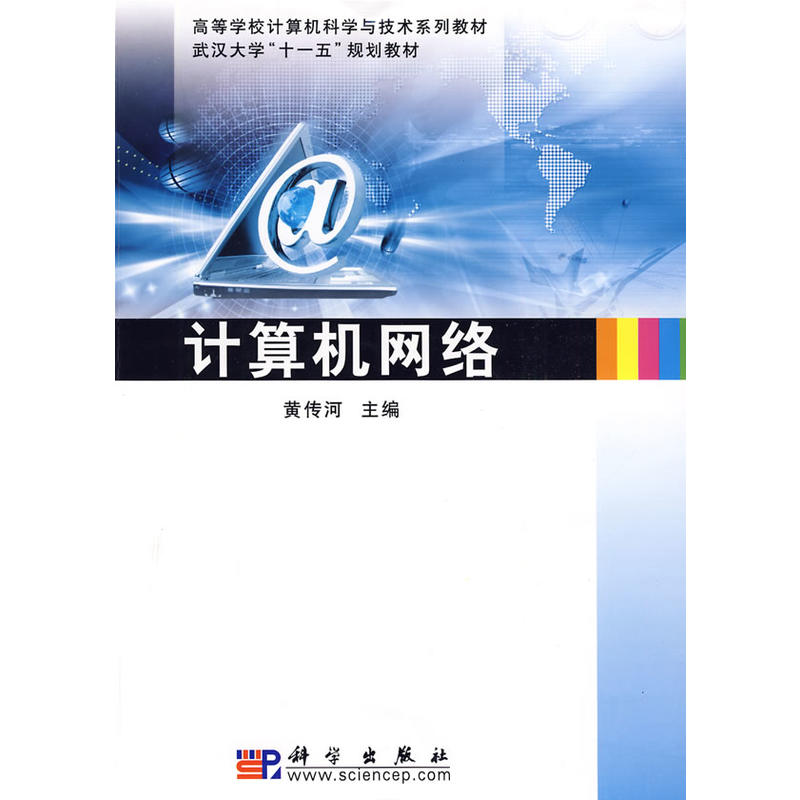 高等学校计算机科学与技术系列教材
武汉大学“十一五”规划教材
@
计算机网络
黄传河 主编
SP 科学出版社
www.sciencep.com